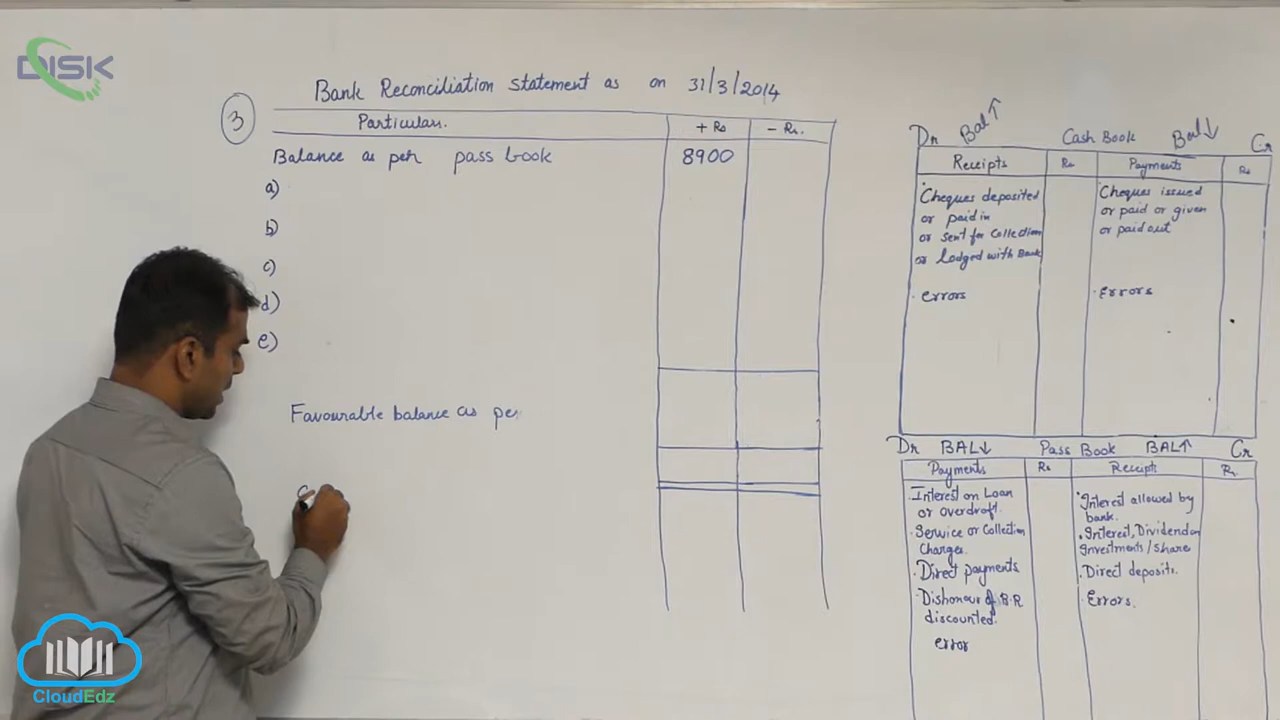 DISK
Bank Reconciliation statement as on 31/3/2014
3
Particulars. + Rs - Rs.
Balance as per pass book 8900
a)
b)
c)
d)
e)
Favourable balance as per
Dr Bal↑ Cash Book Bal↓ Cr
Receipts Rs Payments Rs
Cheques deposited
or paid in
or sent for Collection
or Lodged with Bank
. errors
Cheques issued
or paid or given
or paid out
. errors
Dr BAL↓ Pass Book BAL↑ Cr
Payments Rs Receipts Rs
. Interest on Loan
or overdraft.
. Service or Collection
Charges.
. Direct payments
. Dishonour of B.R
discounted.
error
. Interest allowed by
bank.
. Interest, Dividend on
Investments/share
. Direct deposits.
. Errors.
CloudEdz